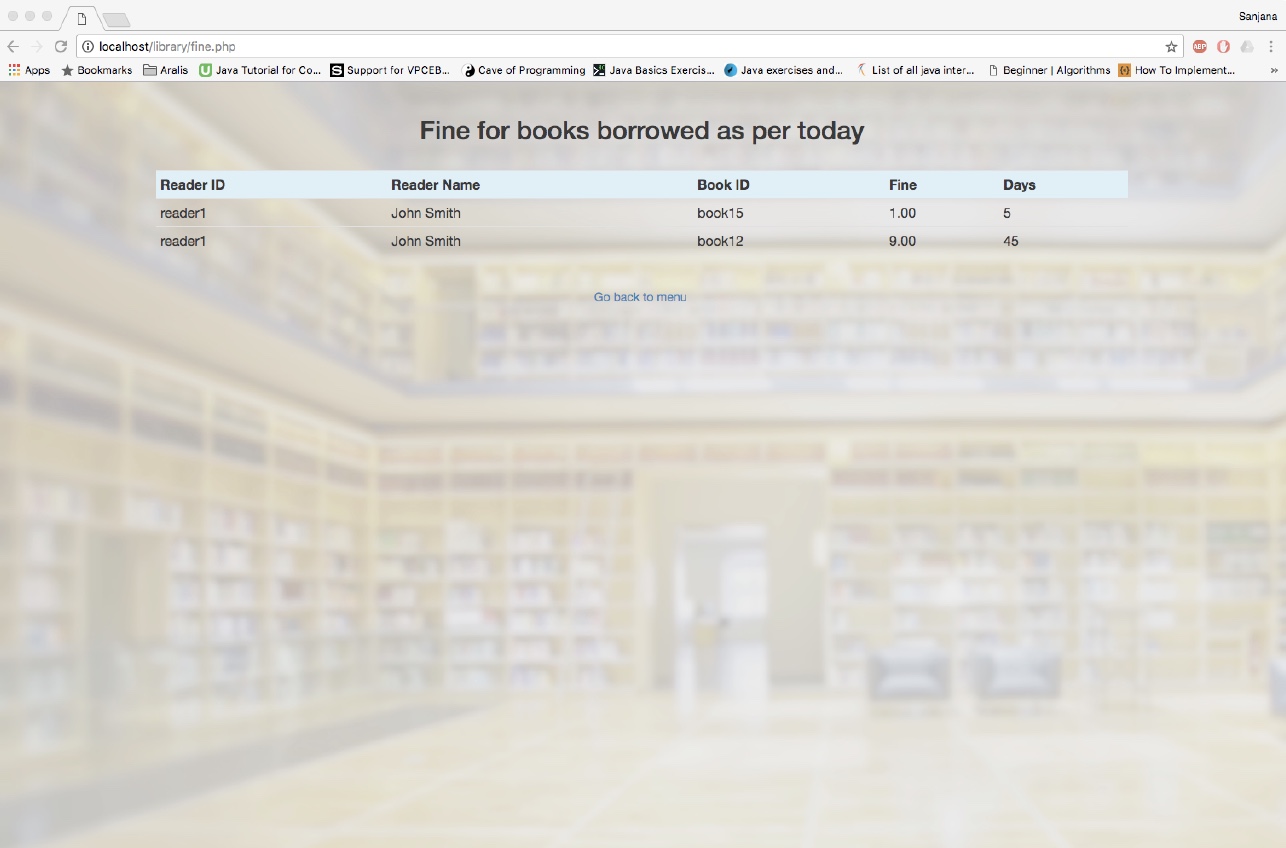 Sanjana
localhost/library/fine.php
Apps Bookmarks Aralis Java Tutorial for Co... Support for VPCEB... Cave of Programming Java Basics Exercis... Java exercises and... List of all java inter... Beginner | Algorithms How To Implement... »
Fine for books borrowed as per today
Reader ID Reader Name Book ID Fine Days
reader1 John Smith book15 1.00 5
reader1 John Smith book12 9.00 45
Go back to menu